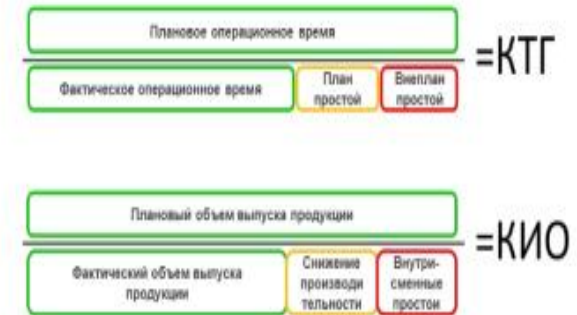 Плановое операционное время
=КТГ
Фактическое операционное время
План
простой
Внеплан
простой
Плановый объем выпуска продукции
=КИО
Фактический объем выпуска
продукции
Снижение
производи
тельности
Внутри-
сменные
простои